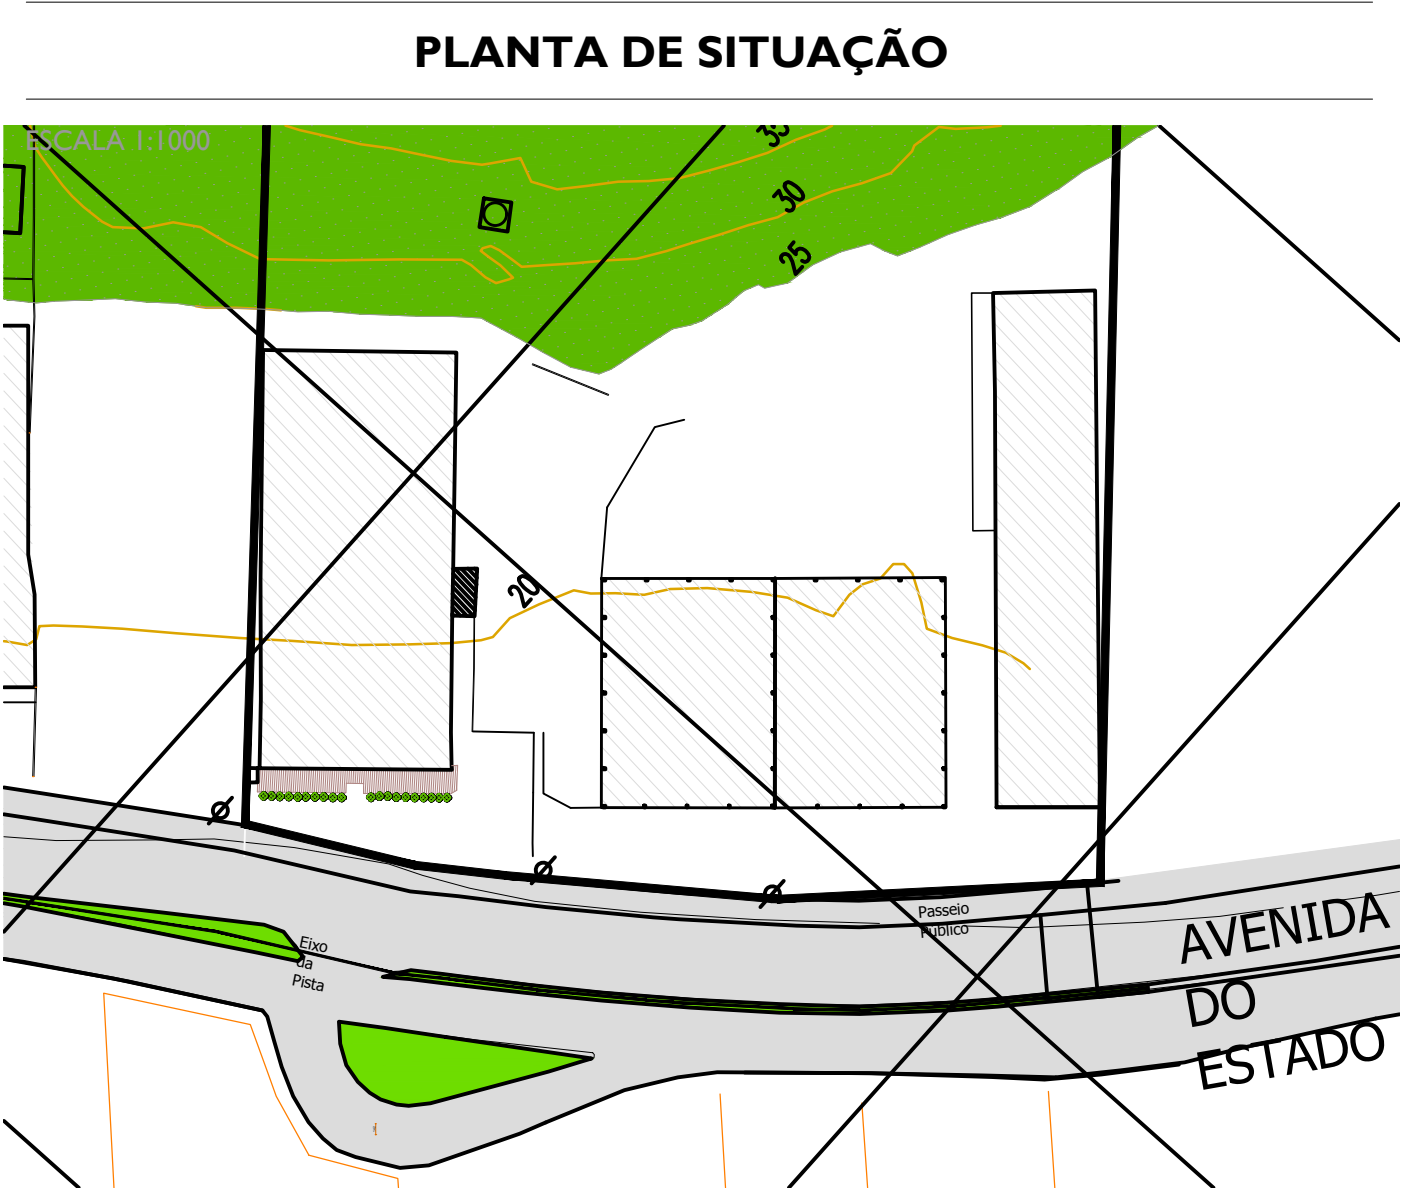 PLANTA DE SITUAÇÃO
ESCALA 1:1000
35
30
25
20
Passeio
Público
Eixo
da
Pista
AVENIDA
DO
ESTADO